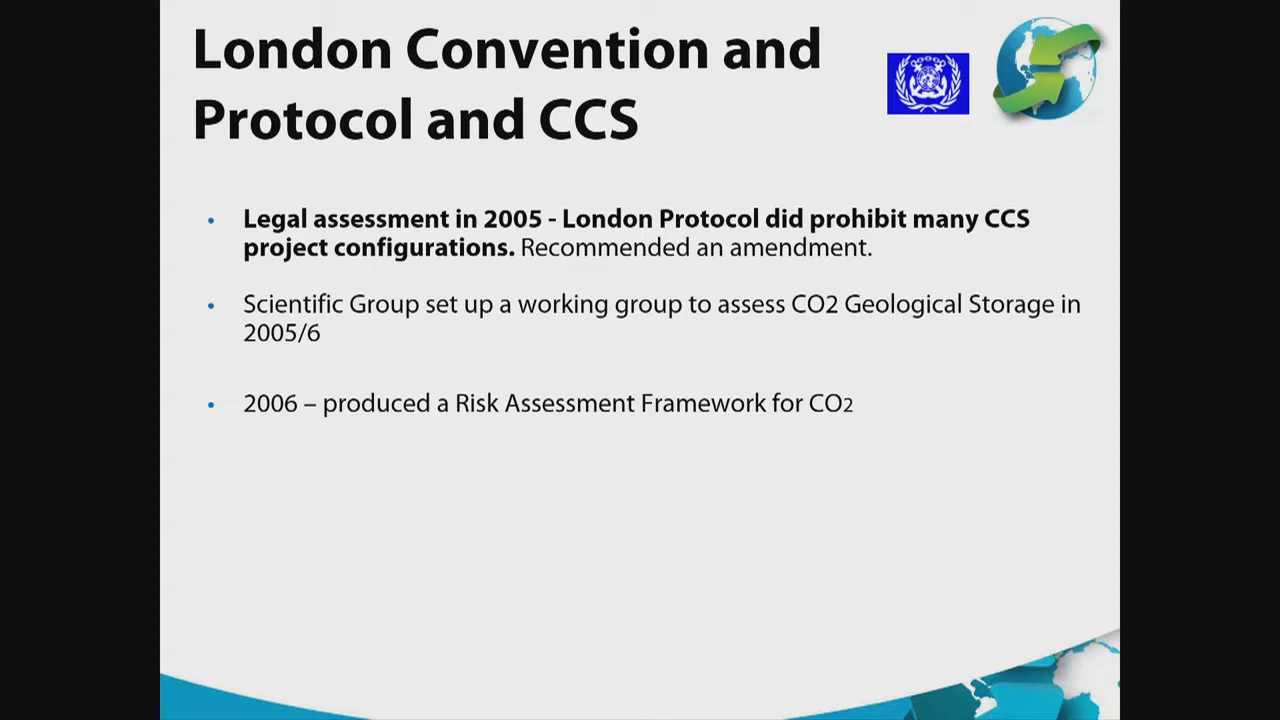 London Convention and
Protocol and CCS
• Legal assessment in 2005 - London Protocol did prohibit many CCS
project configurations. Recommended an amendment.
• Scientific Group set up a working group to assess CO2 Geological Storage in
2005/6
• 2006 – produced a Risk Assessment Framework for CO2